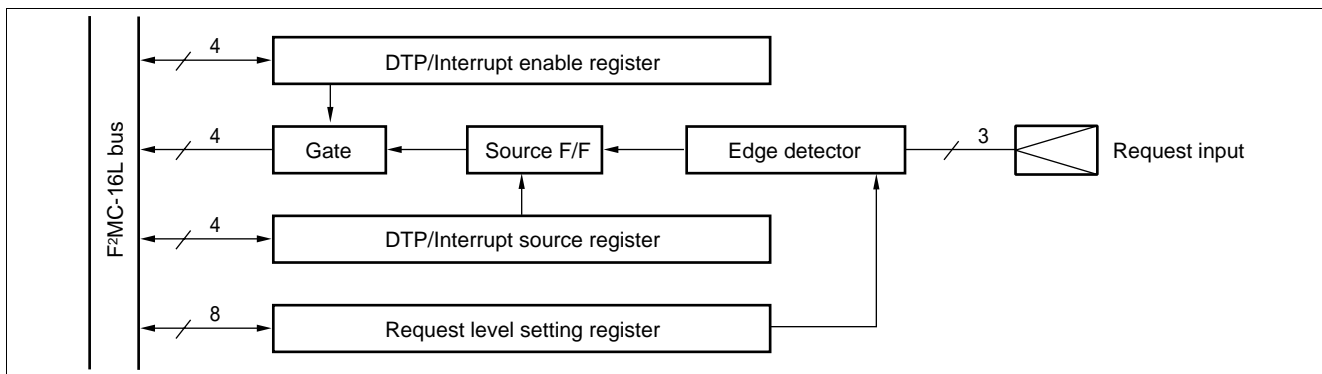 F²MC-16L bus
4
DTP/Interrupt enable register
4
Gate
Source F/F
Edge detector
3
Request input
4
DTP/Interrupt source register
8
Request level setting register